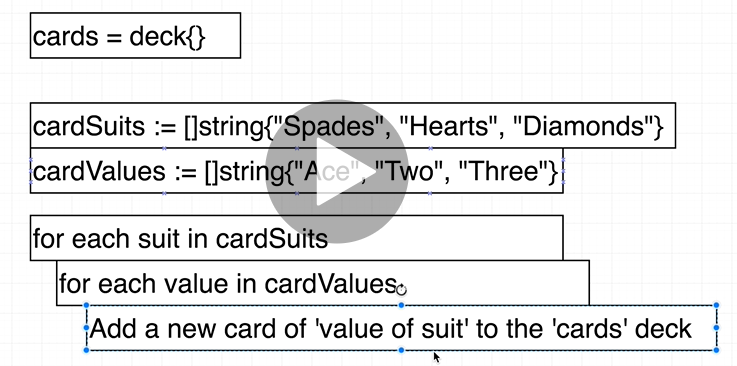 cards = deck{}
cardSuits := []string{"Spades", "Hearts", "Diamonds"}
cardValues := []string{"Ace", "Two", "Three"}
for each suit in cardSuits
for each value in cardValues
Add a new card of 'value of suit' to the 'cards' deck